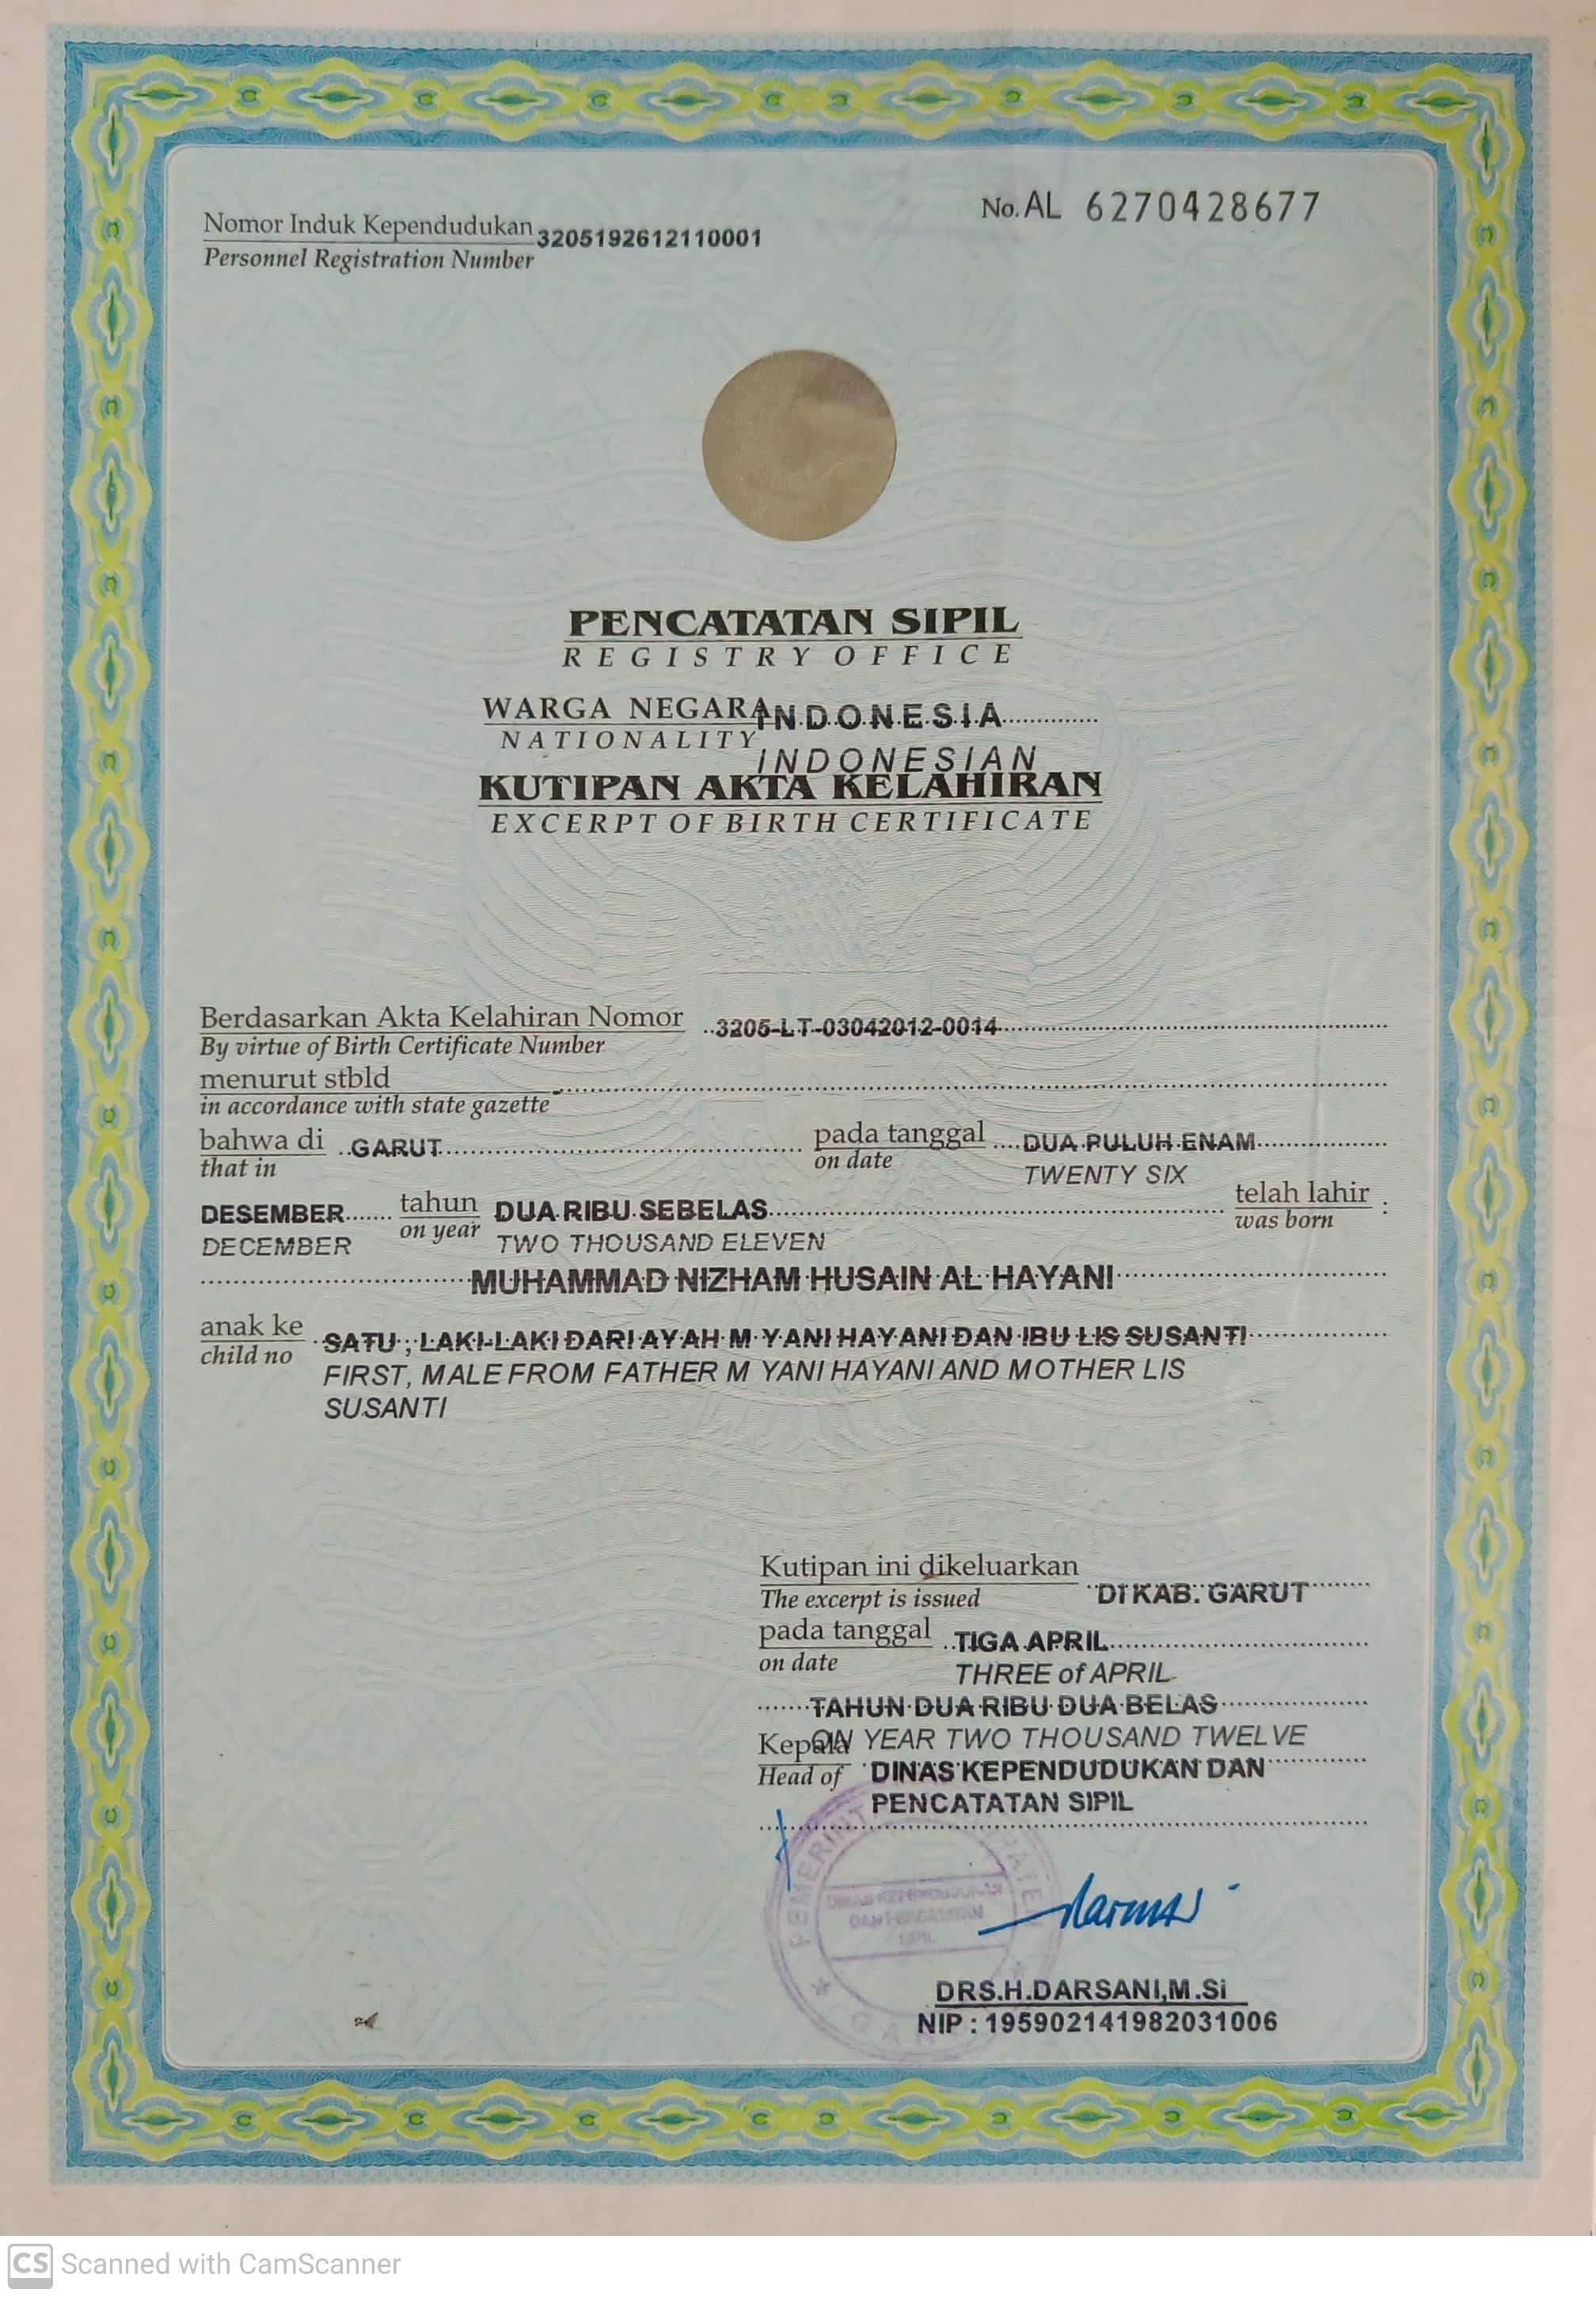 No. AL 6270428677
Nomor Induk Kependudukan 3205192612110001
Personnel Registration Number
PENCATATAN SIPIL
REGISTRY OFFICE
WARGA NEGARA INDONESIA
NATIONALITY INDONESIAN
KUTIPAN AKTA KELAHIRAN
EXCERPT OF BIRTH CERTIFICATE
Berdasarkan Akta Kelahiran Nomor 3205-LT-03042012-0014
By virtue of Birth Certificate Number
menurut stbld -
in accordance with state gazette
bahwa di GARUT pada tanggal DUA PULUH ENAM
that in on date TWENTY SIX
DESEMBER tahun DUA RIBU SEBELAS telah lahir :
DECEMBER on year TWO THOUSAND ELEVEN was born
MUHAMMAD NIZHAM HUSAIN AL HAYANI
anak ke SATU ; LAKI-LAKI DARI AYAH M YANI HAYANI DAN IBU LIS SUSANTI
child no FIRST, MALE FROM FATHER M YANI HAYANI AND MOTHER LIS
SUSANTI
Kutipan ini dikeluarkan DI KAB. GARUT
The excerpt is issued
pada tanggal TIGA APRIL
on date THREE of APRIL
TAHUN DUA RIBU DUA BELAS
ON YEAR TWO THOUSAND TWELVE
Kepala DINAS KEPENDUDUKAN DAN
Head of PENCATATAN SIPIL
DRS.H.DARSANI,M.Si
NIP : 195902141982031006
CS Scanned with CamScanner